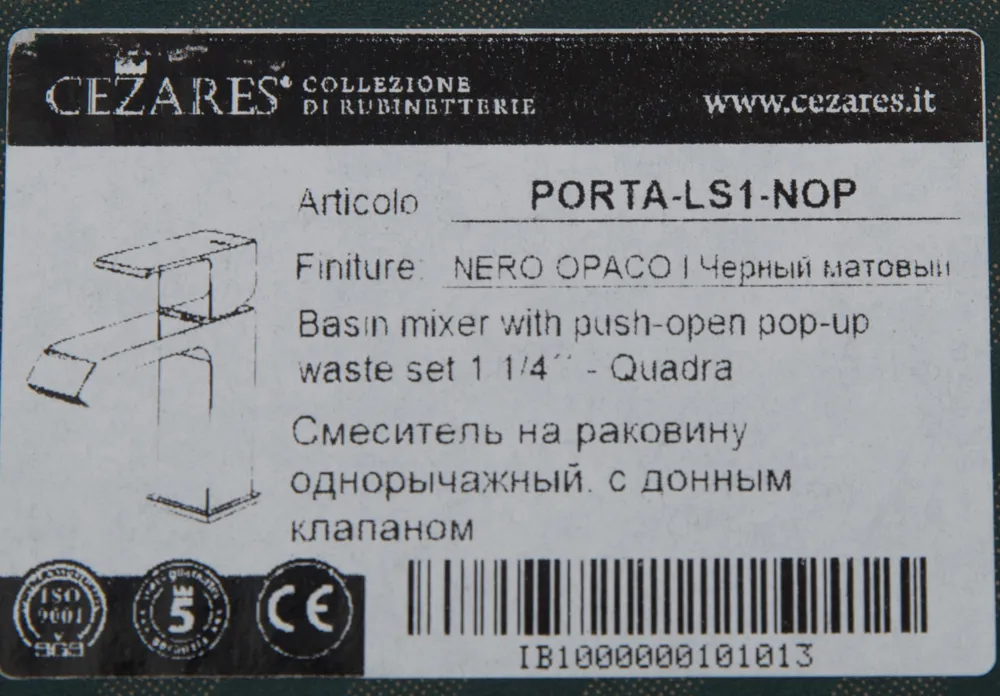 CEZARES® COLLEZIONE
DI RUBINETTERIE
www.cezares.it
Articolo PORTA-LS1-NOP
Finiture: NERO OPACO | Черный матовый
Basin mixer with push-open pop-up
waste set 1 1/4´´ - Quadra
Смеситель на раковину
однорычажный. с донным
клапаном
ISO
9001
5
CE
IB1000000101013